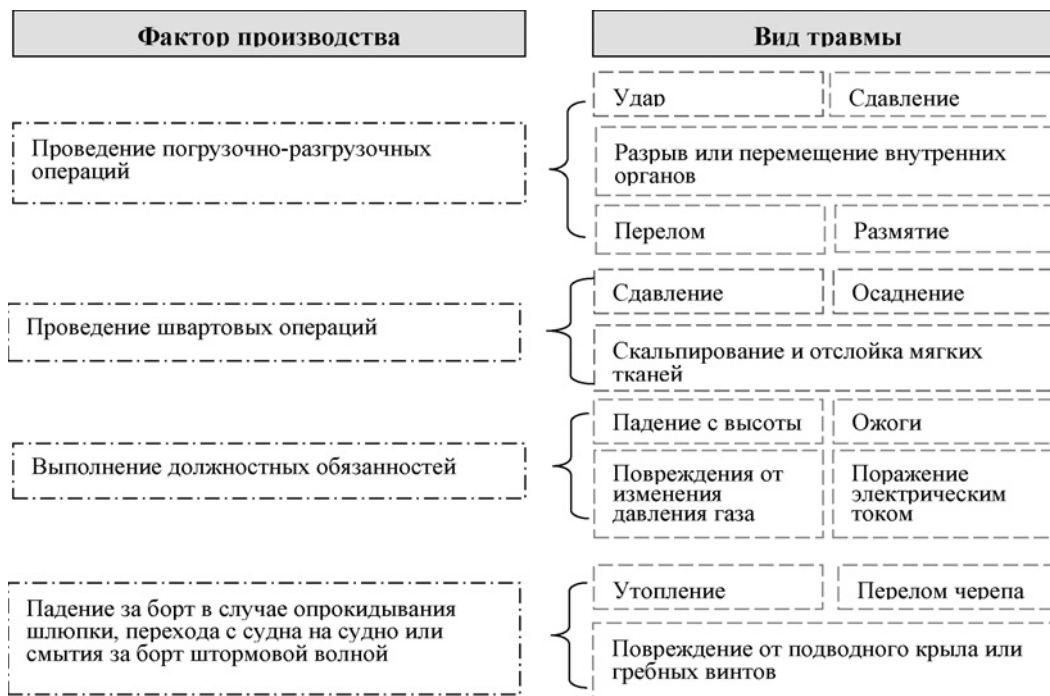 Фактор производства
Вид травмы
Проведение погрузочно-разгрузочных
операций
Удар
Сдавление
Разрыв или перемещение внутренних
органов
Перелом
Размятие
Проведение швартовых операций
Сдавление
Осаднение
Скальпирование и отслойка мягких
тканей
Выполнение должностных обязанностей
Падение с высоты
Ожоги
Повреждения от
изменения
давления газа
Поражение
электрическим
током
Падение за борт в случае опрокидывания
шлюпки, перехода с судна на судно или
смытия за борт штормовой волной
Утопление
Перелом черепа
Повреждение от подводного крыла или
гребных винтов